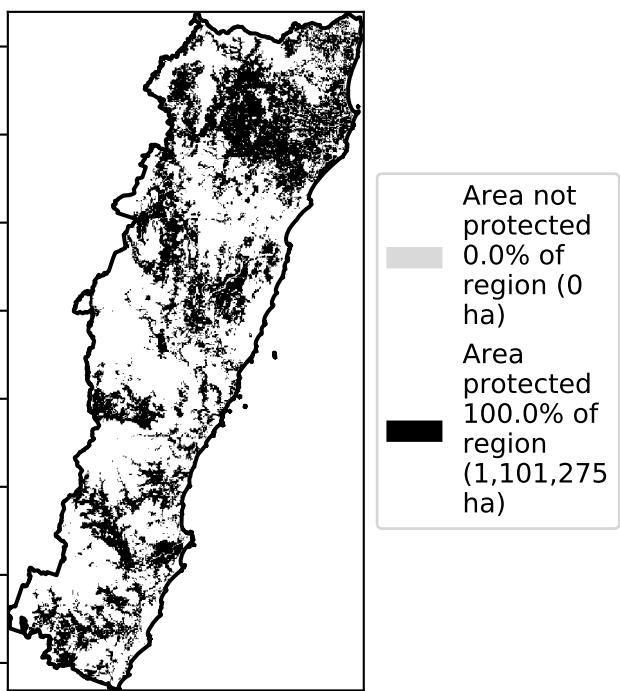 Area not
protected
0.0% of
region (0
ha)
Area
protected
100.0% of
region
(1,101,275
ha)